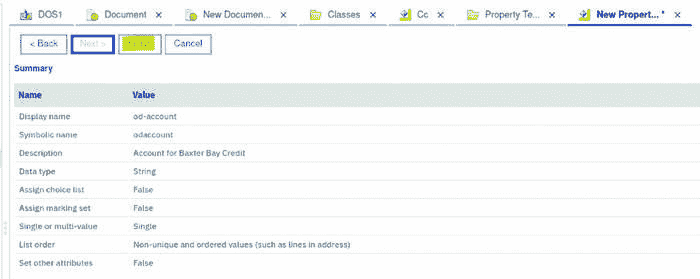 DOS1 Document New Documen... Classes Cc Property Te... New Propert... *
< Back Next > Cancel
Summary
Name Value
Display name od-account
Symbolic name odaccount
Description Account for Baxter Bay Credit
Data type String
Assign choice list False
Assign marking set False
Single or multi-value Single
List order Non-unique and ordered values (such as lines in address)
Set other attributes False